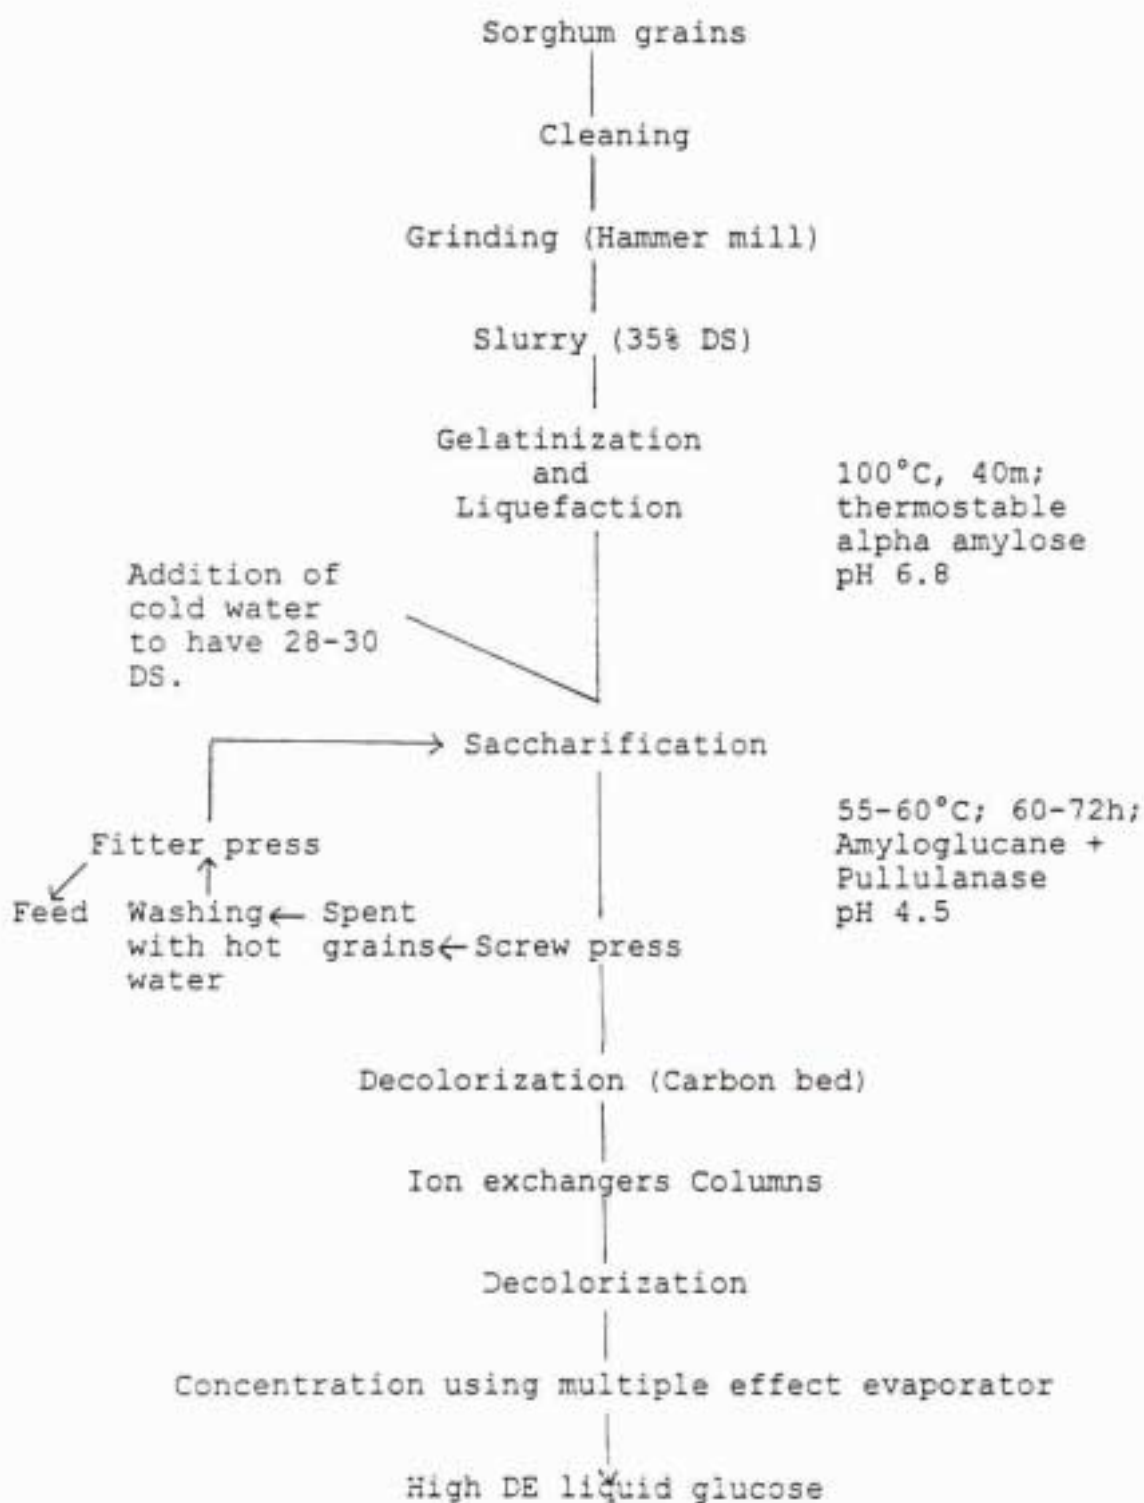 Sorghum grains
Cleaning
Grinding (Hammer mill)
Slurry (35% DS)
Gelatinization
and
Liquefaction
100°C, 40m;
thermostable
alpha amylose
pH 6.8
Addition of
cold water
to have 28-30
DS.
Saccharification
55-60°C; 60-72h;
Amyloglucane +
Pullulanase
pH 4.5
Fitter press
Feed
Washing
with hot
water
Spent
grains
Screw press
Decolorization (Carbon bed)
Ion exchangers Columns
Decolorization
Concentration using multiple effect evaporator
High DE liquid glucose